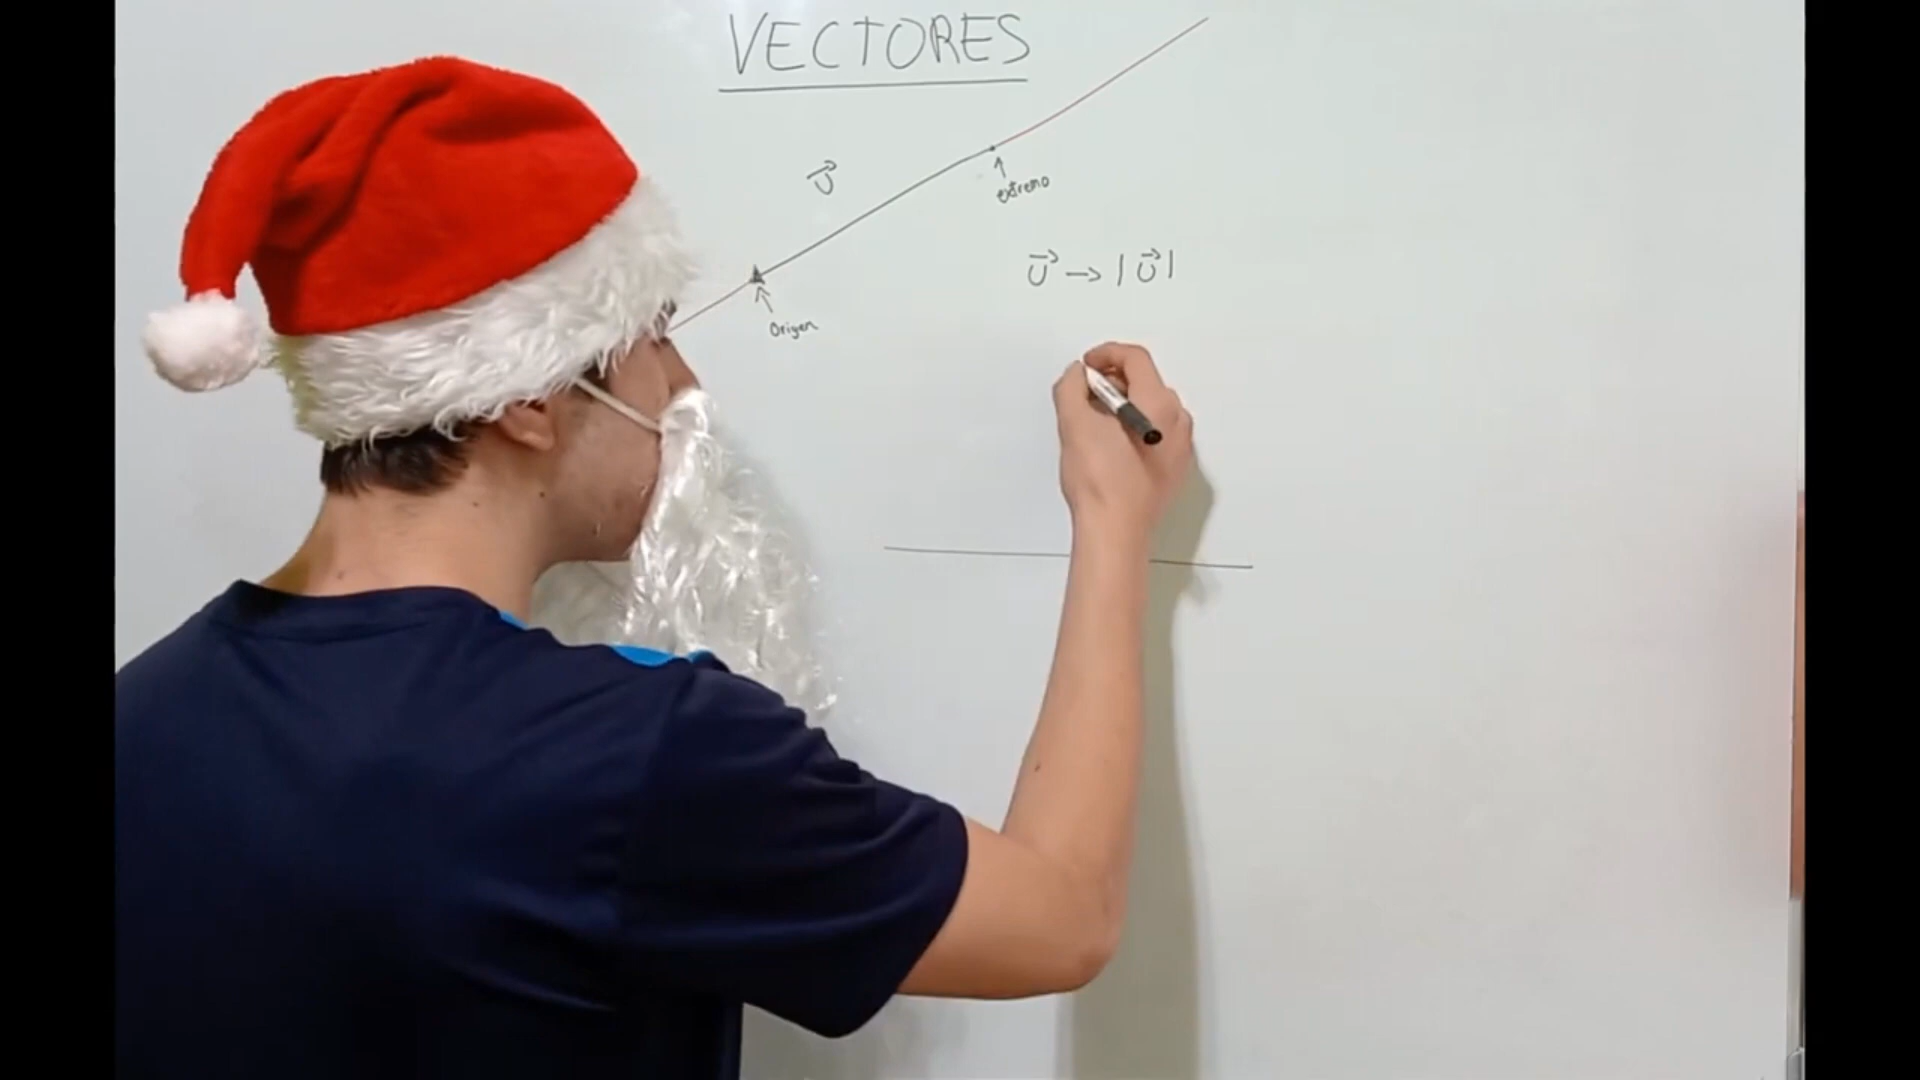 VECTORES
U⃗
extremo
U⃗ → |U⃗|
Origen